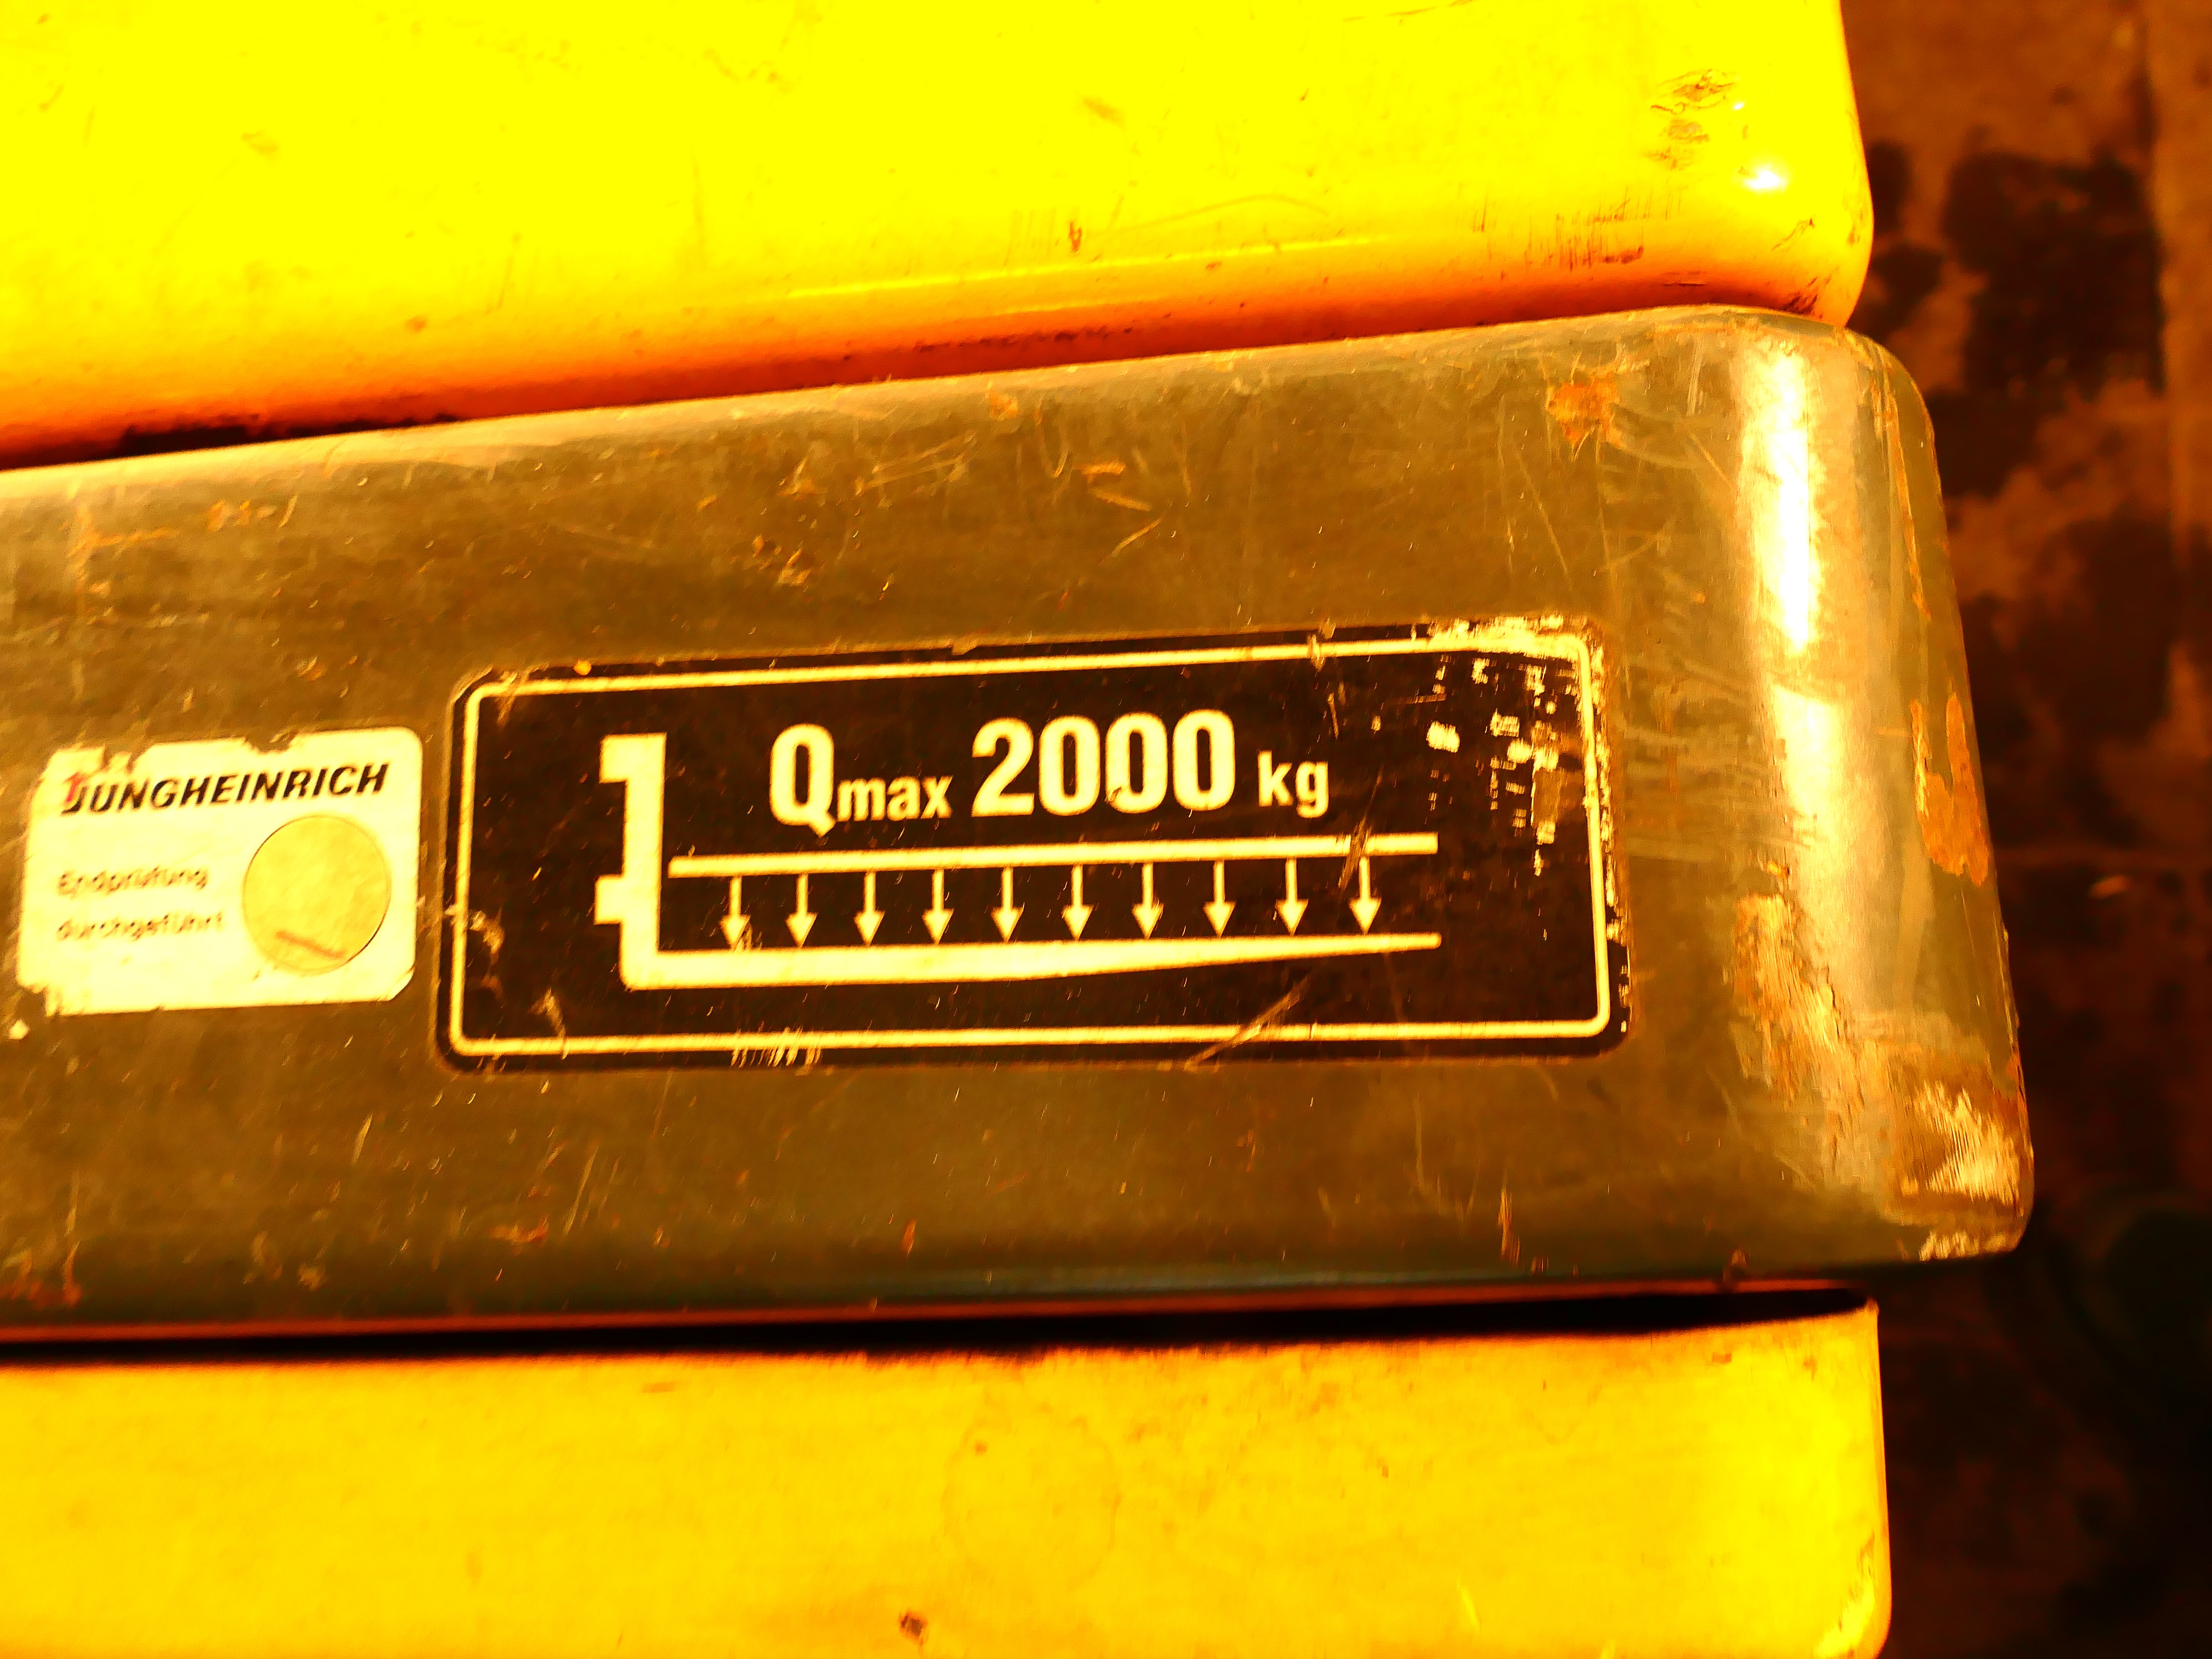 JUNGHEINRICH
Endprüfung
durchgeführt
Qmax 2000 kg